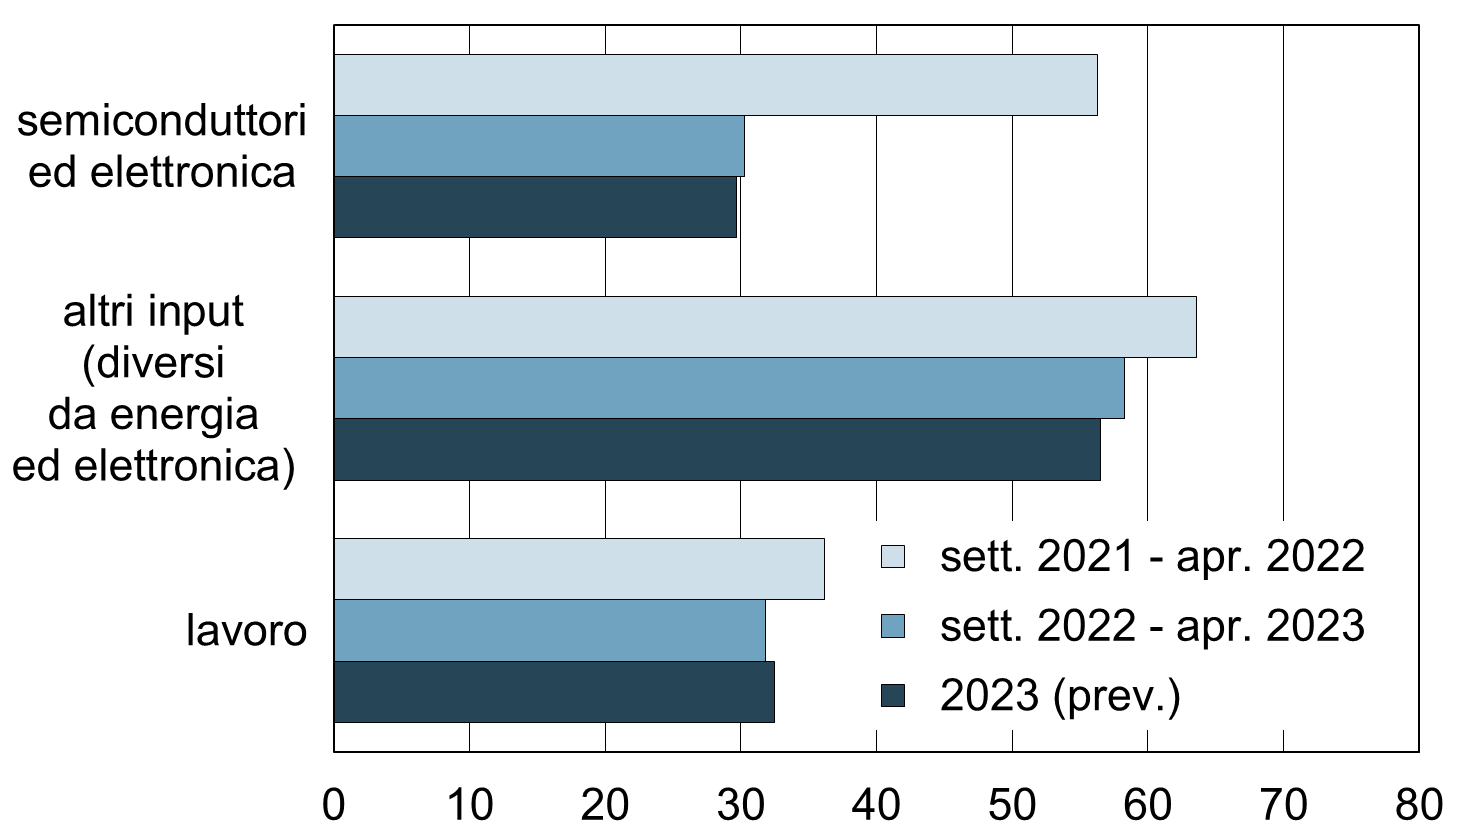 semiconduttori
ed elettronica
altri input
(diversi
da energia
ed elettronica)
lavoro
sett. 2021 - apr. 2022
sett. 2022 - apr. 2023
2023 (prev.)
0 10 20 30 40 50 60 70 80